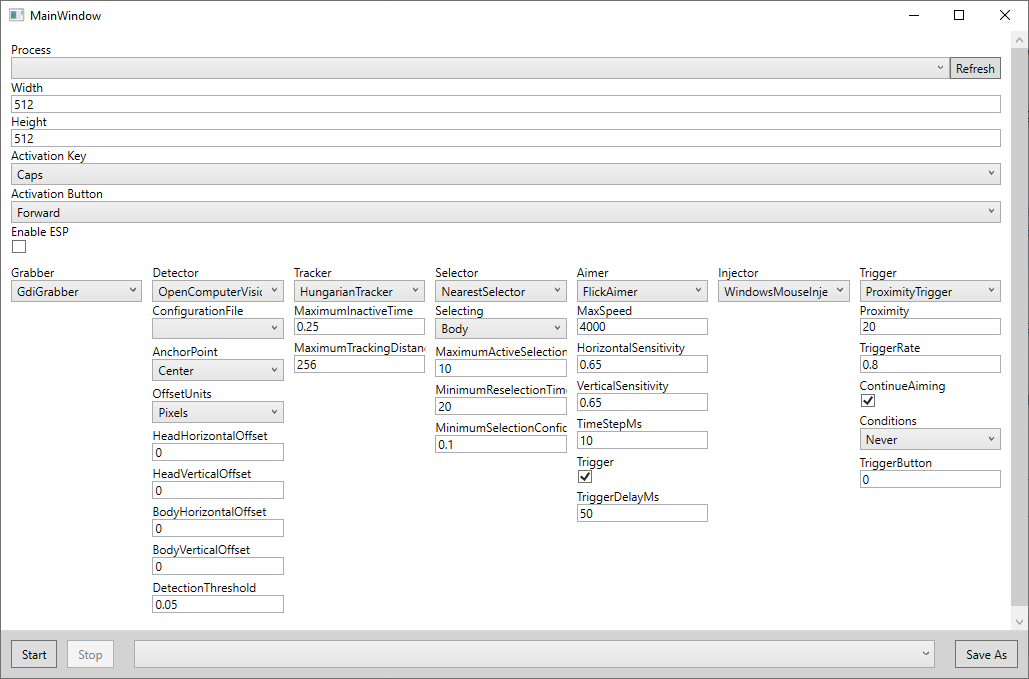 MainWindow
Process
Refresh
Width
512
Height
512
Activation Key
Caps
Activation Button
Forward
Enable ESP
Grabber
GdiGrabber
Detector
OpenComputerVisic
ConfigurationFile
AnchorPoint
Center
OffsetUnits
Pixels
HeadHorizontalOffset
0
HeadVerticalOffset
0
BodyHorizontalOffset
0
BodyVerticalOffset
0
DetectionThreshold
0.05
Tracker
HungarianTracker
MaximumInactiveTime
0.25
MaximumTrackingDistan
256
Selector
NearestSelector
Selecting
Body
MaximumActiveSelection
10
MinimumReselectionTim
20
MinimumSelectionConfic
0.1
Aimer
FlickAimer
MaxSpeed
4000
HorizontalSensitivity
0.65
VerticalSensitivity
0.65
TimeStepMs
10
Trigger
TriggerDelayMs
50
Injector
WindowsMouseInje
Trigger
ProximityTrigger
Proximity
20
TriggerRate
0.8
ContinueAiming
Conditions
Never
TriggerButton
0
Start
Stop
Save As